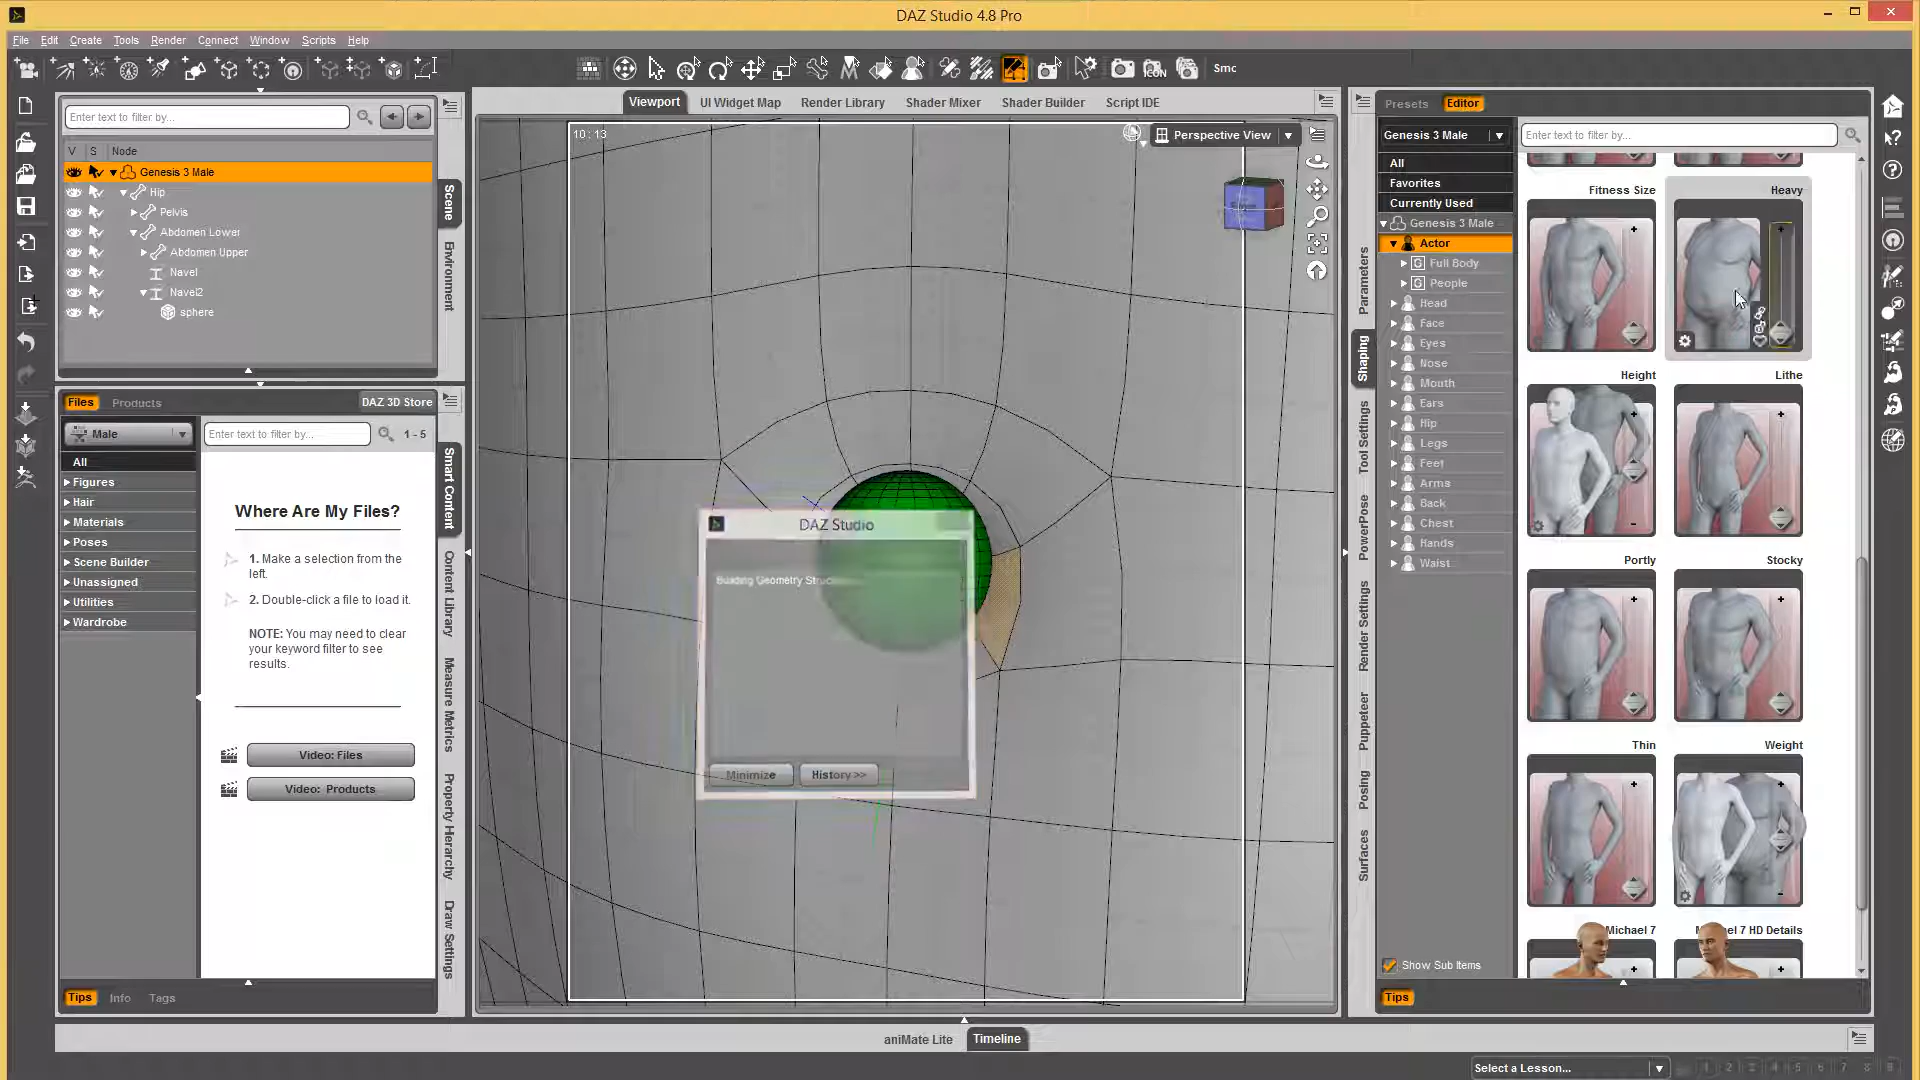 DAZ Studio 4.8 Pro
File Edit Create Tools Render Connect Window Scripts Help
ICON
Smc
Enter text to filter by...
V S Node
Genesis 3 Male
Hip
Pelvis
Abdomen Lower
Abdomen Upper
Navel
Navel2
sphere
Scene
Environment
Files Products DAZ 3D Store
Male
Enter text to filter by...
1 - 5
All
Figures
Hair
Materials
Poses
Scene Builder
Unassigned
Utilities
Wardrobe
Where Are My Files?
1. Make a selection from the
left.
2. Double-click a file to load it.
NOTE: You may need to clear
your keyword filter to see
results.
Video: Files
Video: Products
Tips Info Tags
Smart Content
Content Library
Measure Metrics
Property Hierarchy
Draw Settings
Viewport UI Widget Map Render Library Shader Mixer Shader Builder Script IDE
10 : 13
Perspective View
DAZ Studio
Minimize
History >>
Parameters
Shaping
Tool Settings
PowerPose
Render Settings
Puppeteer
Posing
Surfaces
Presets Editor
Genesis 3 Male
Enter text to filter by...
All
Favorites
Currently Used
Genesis 3 Male
Actor
Full Body
People
Head
Face
Eyes
Nose
Mouth
Ears
Hip
Legs
Feet
Arms
Back
Chest
Hands
Waist
Fitness Size
Heavy
Height
Lithe
Portly
Stocky
Thin
Weight
Show Sub Items
Tips
aniMate Lite Timeline
Select a Lesson...
1 2 3 4 5 6 7 8 9